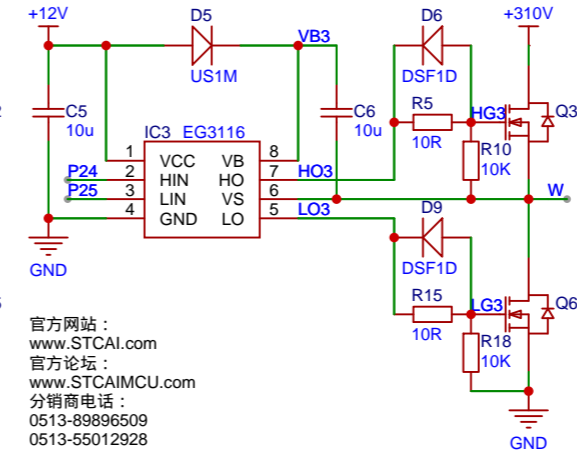 +12V
D5
VB3
D6
+310V
US1M
DSF1D
C5
10u
C6
10u
R5
HG3
Q3
IC3 EG3116
10R
R10
10K
1 VCC VB 8
P24 2 HIN HO 7 HO3
P25 3 LIN VS 6 W
4 GND LO 5 LO3
D9
GND
DSF1D
R15
LG3
Q6
10R
R18
10K
官方网站：
www.STCAI.com
官方论坛：
www.STCAIMCU.com
分销商电话：
0513-89896509
0513-55012928
GND